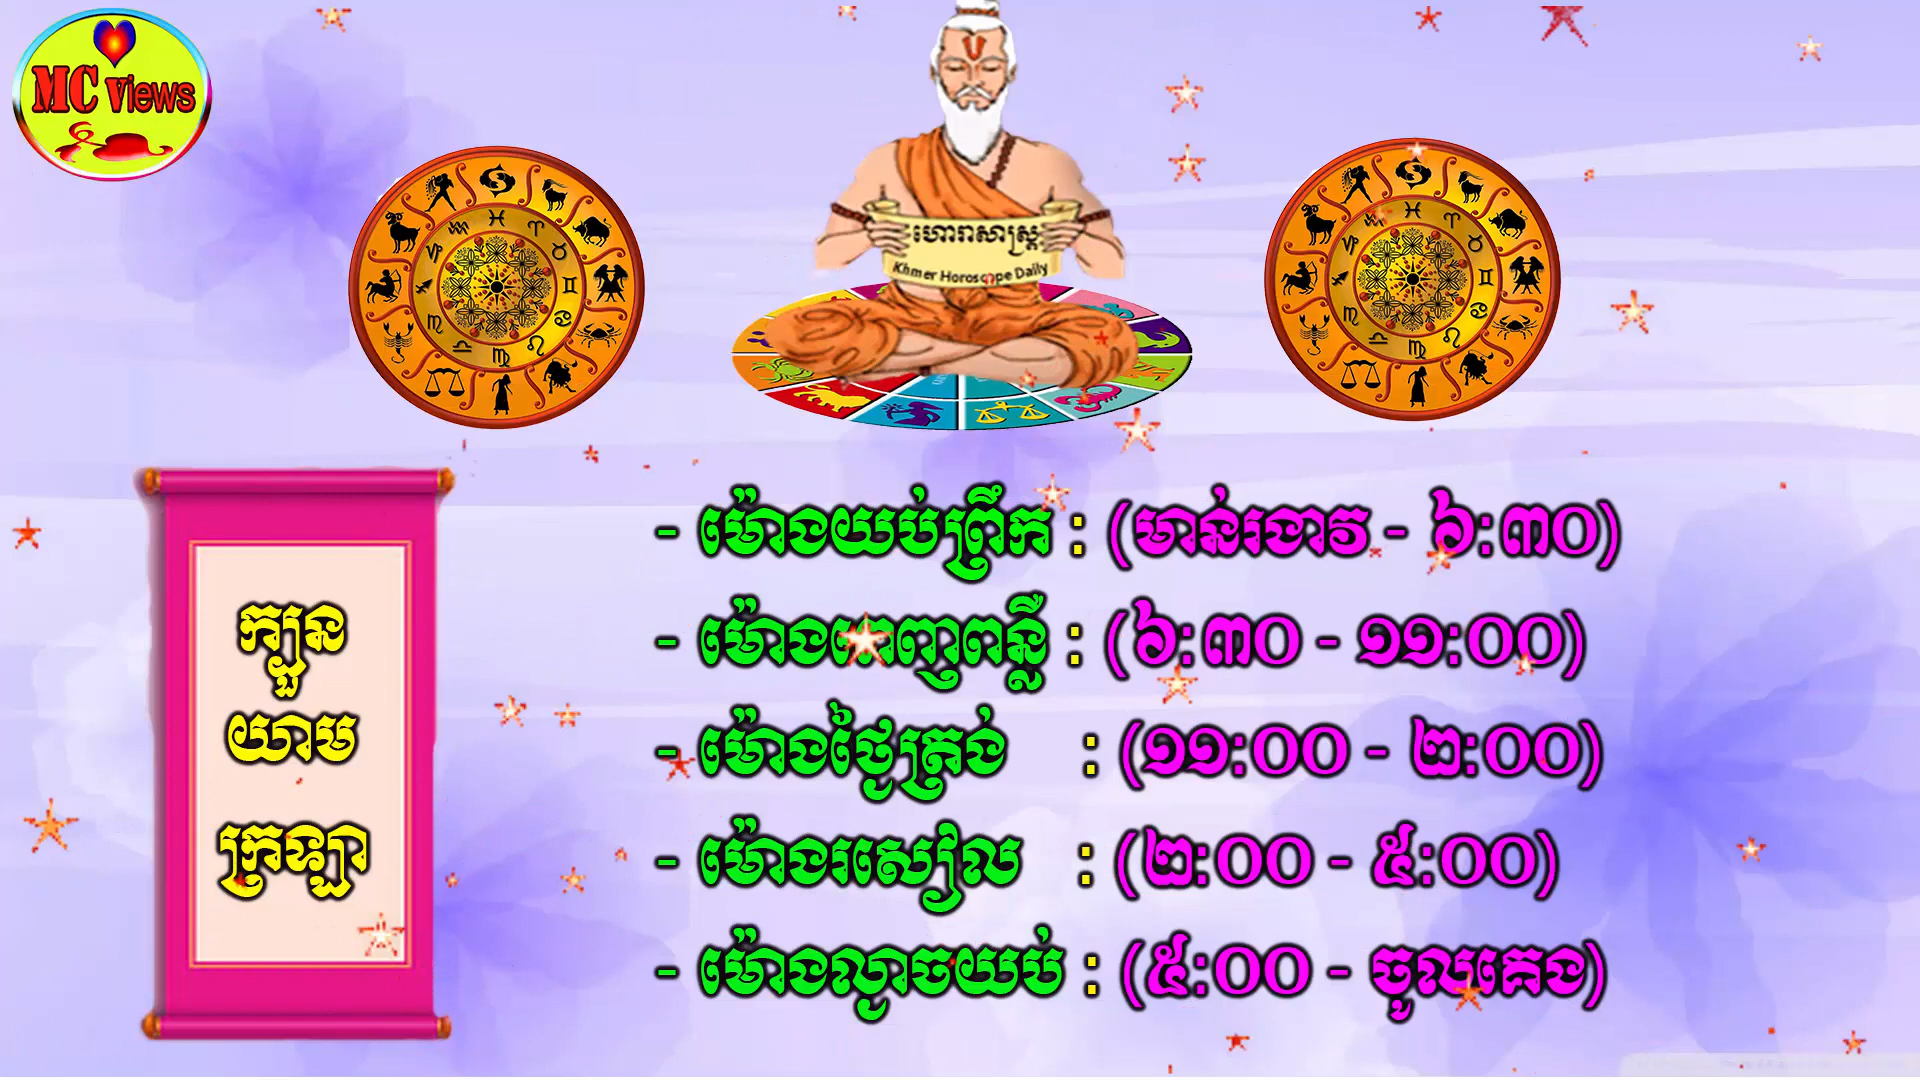 MC Views
ហោរាសាស្ត្រ
Khmer Horoscope Daily
ក្បួន
យាម
ក្រឡា
- ម៉ោងយប់ព្រឹក : (មាន់រងាវ - ៦:៣០)
- ម៉ោងពេញពន្លឺ : (៦:៣០ - ១១:០០)
- ម៉ោងថ្ងៃត្រង់ : (១១:០០ - ២:០០)
- ម៉ោងរសៀល : (២:០០ - ៥:០០)
- ម៉ោងល្ងាចយប់ : (៥:០០ - ចូលគេង)